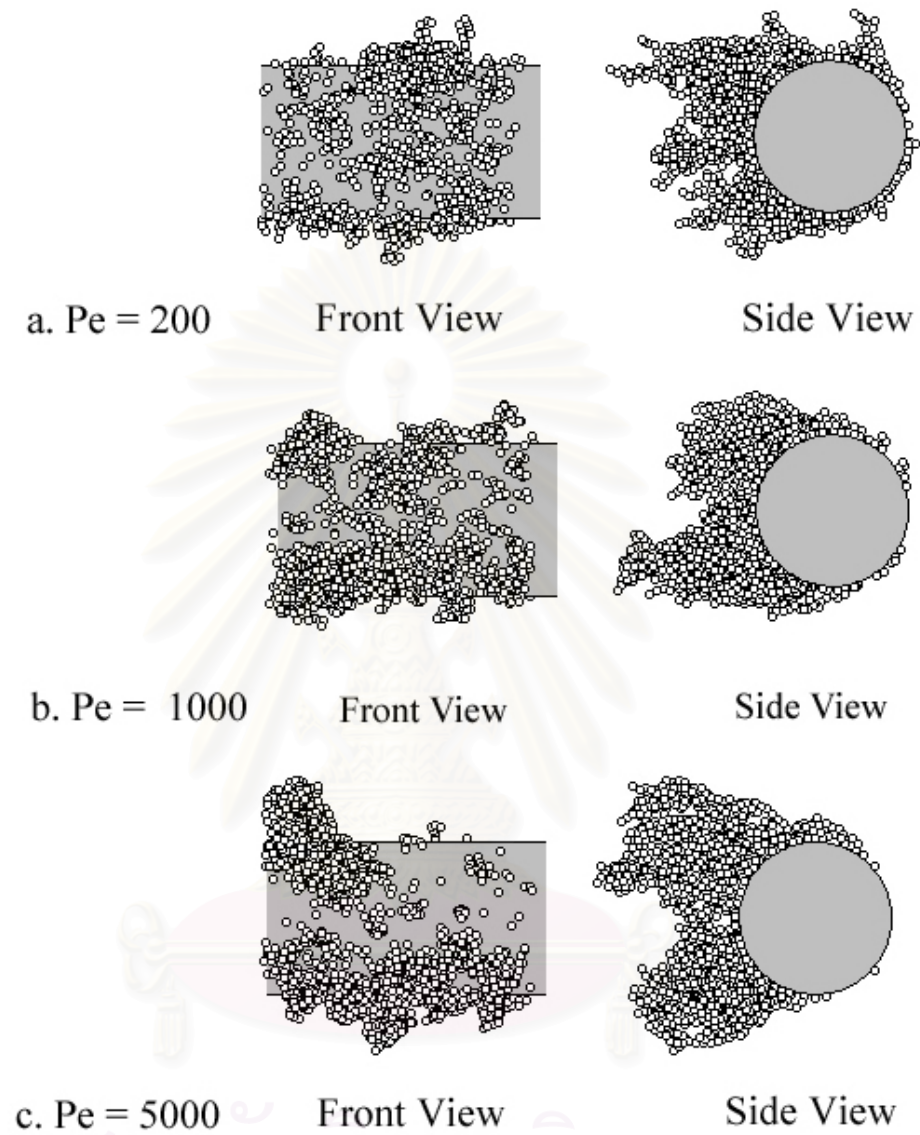 a. Pe = 200 Front View Side View
b. Pe = 1000 Front View Side View
c. Pe = 5000 Front View Side View